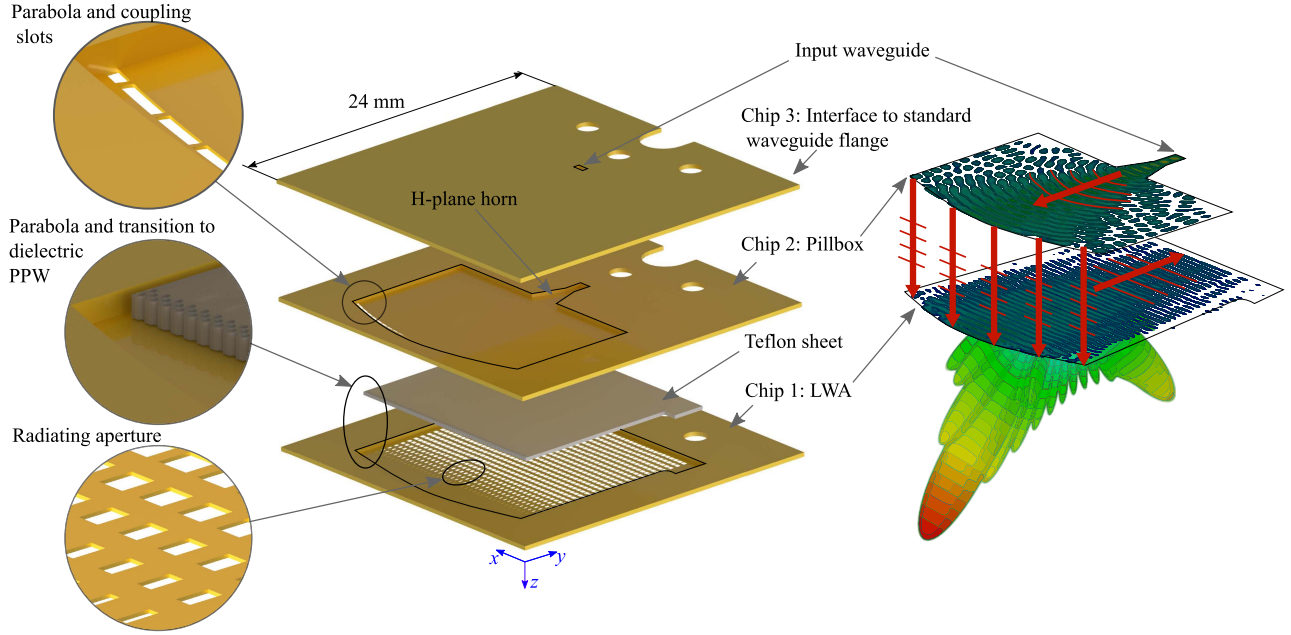 Parabola and coupling
slots
Input waveguide
24 mm
Chip 3: Interface to standard
waveguide flange
H-plane horn
Parabola and transition to
dielectric
PPW
Chip 2: Pillbox
Teflon sheet
Chip 1: LWA
Radiating aperture
x
y
z